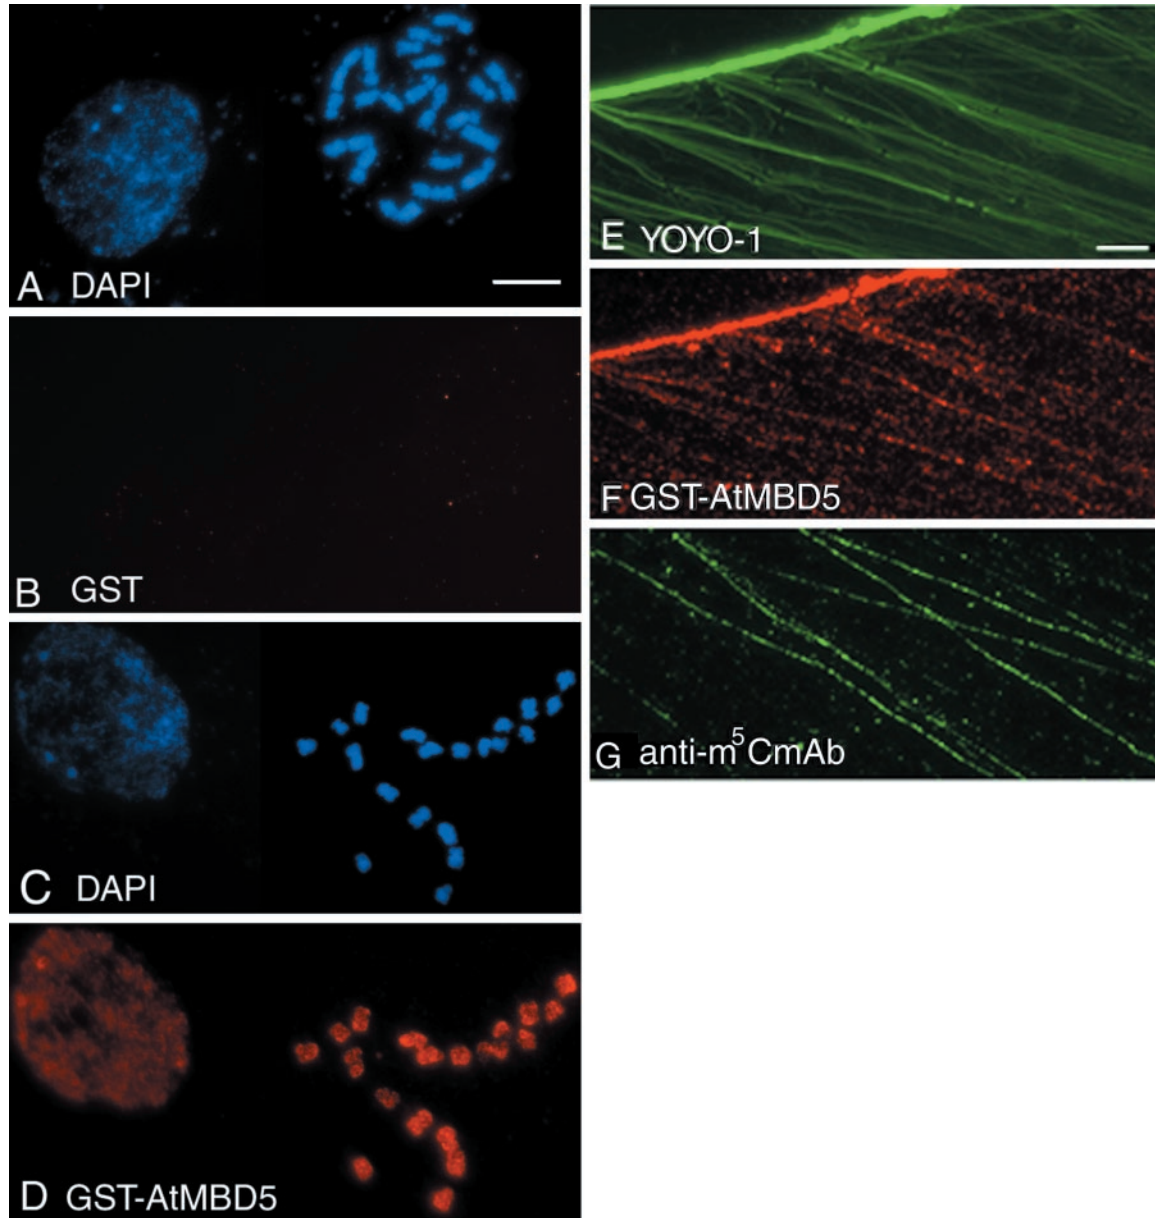 A DAPI
B GST
C DAPI
D GST-AtMBD5
E YOYO-1
F GST-AtMBD5
G anti-m⁵CmAb